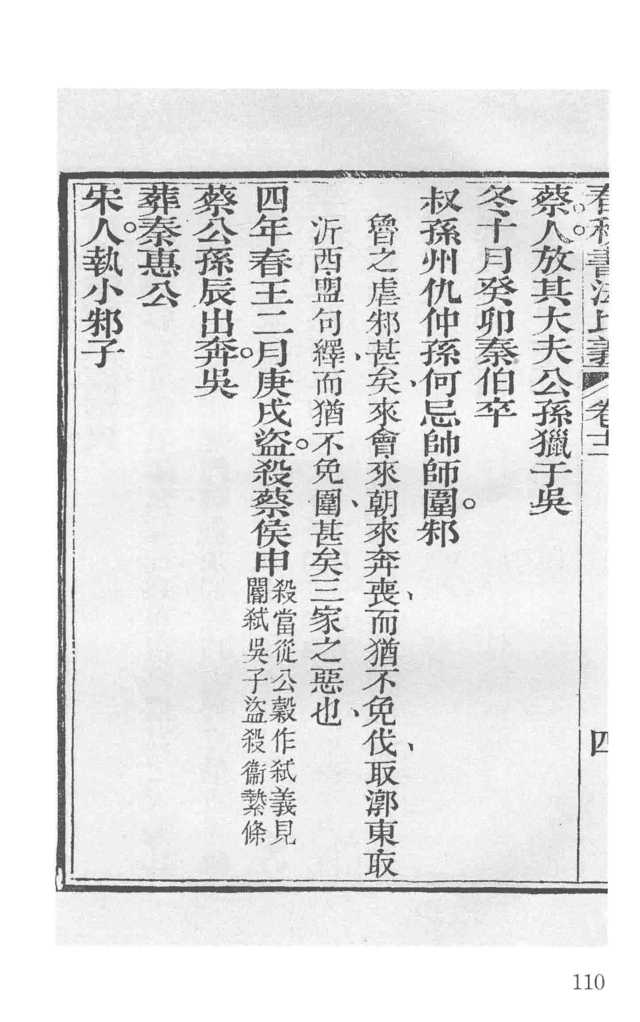 春秋書法比義 卷十二 四
蔡人放其大夫公孫獵于吳
冬十月癸卯秦伯卒
叔孫州仇仲孫何忌帥師圍邾
魯之虐邾甚矣來會來朝來奔喪而猶不免伐取漷東取
沂西盟句繹而猶不免圍甚矣三家之惡也
四年春王二月庚戌盜殺蔡侯申殺當從公穀作弑義見
閽弑吳子盜殺衞縶條
蔡公孫辰出奔吳
葬秦惠公
宋人執小邾子
110